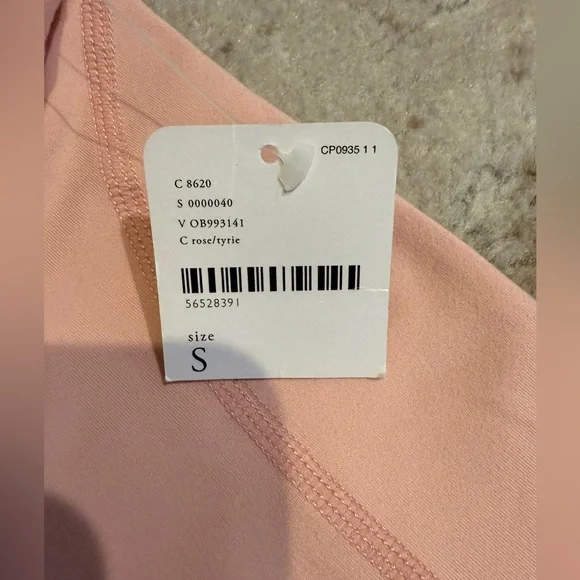 CP0935 1 1
C 8620
S 0000040
V OB993141
C rose/tyrie
56528391
size
S